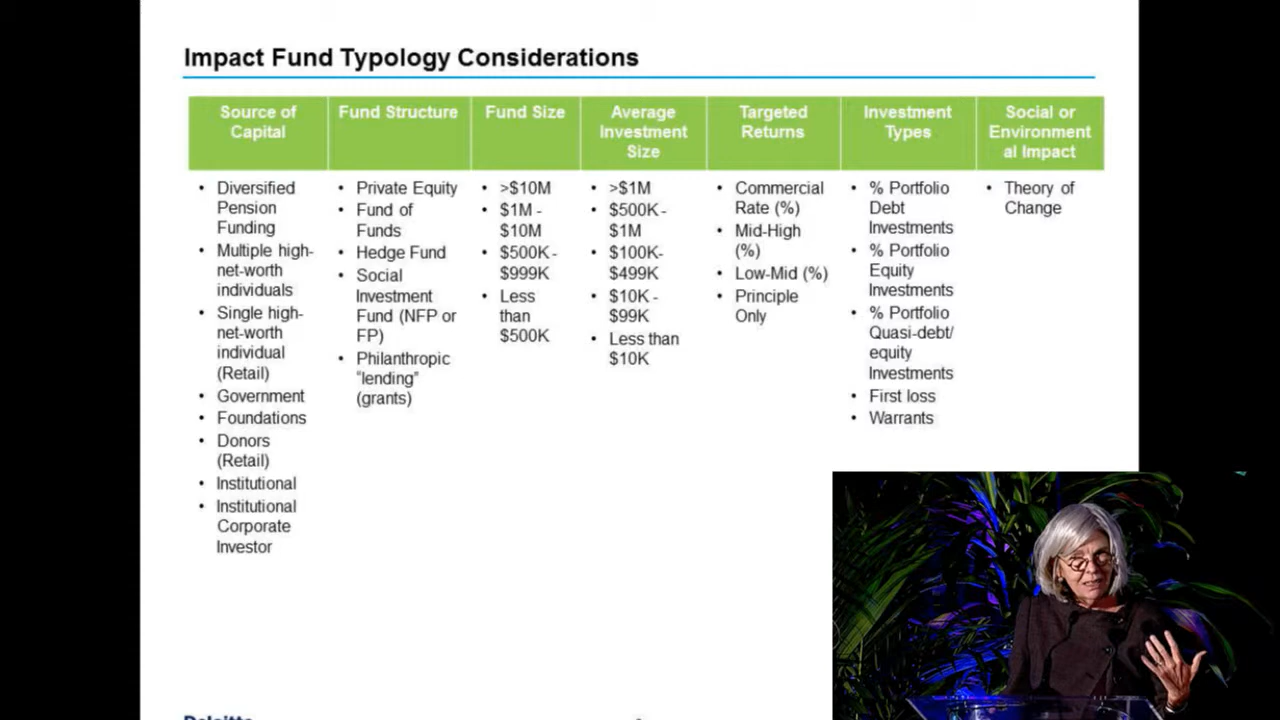 Impact Fund Typology Considerations
Source of
Capital
Fund Structure
Fund Size
Average
Investment
Size
Targeted
Returns
Investment
Types
Social or
Environment
al Impact
• Diversified
Pension
Funding
• Multiple high-
net-worth
individuals
• Single high-
net-worth
individual
(Retail)
• Government
• Foundations
• Donors
(Retail)
• Institutional
• Institutional
Corporate
Investor
• Private Equity
• Fund of
Funds
• Hedge Fund
• Social
Investment
Fund (NFP or
FP)
• Philanthropic
“lending”
(grants)
• >$10M
• $1M -
$10M
• $500K -
$999K
• Less
than
$500K
• >$1M
• $500K -
$1M
• $100K-
$499K
• $10K -
$99K
• Less than
$10K
• Commercial
Rate (%)
• Mid-High
(%)
• Low-Mid (%)
• Principle
Only
• % Portfolio
Debt
Investments
• % Portfolio
Equity
Investments
• % Portfolio
Quasi-debt/
equity
Investments
• First loss
• Warrants
• Theory of
Change
Deloitte